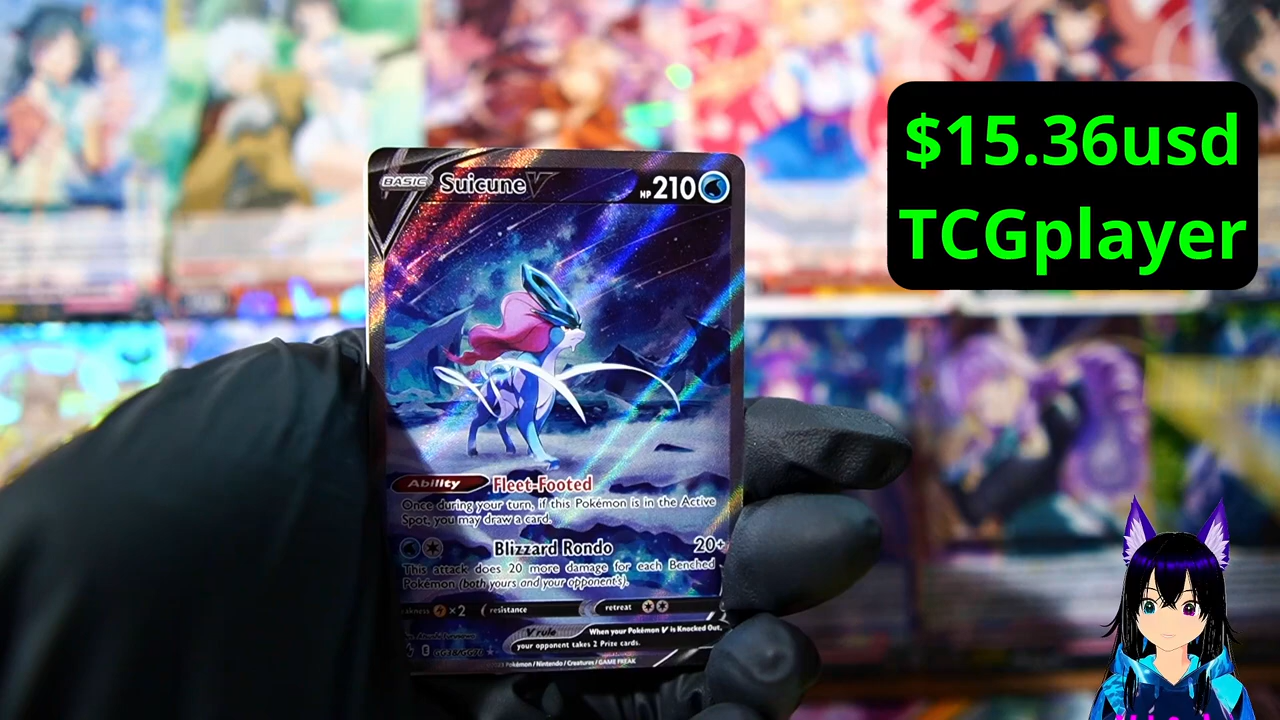 BASIC Suicune V HP 210
$15.36usd
TCGplayer
Ability Fleet-Footed
Once during your turn, if this Pokémon is in the Active
Spot, you may draw a card.
Blizzard Rondo 20+
This attack does 20 more damage for each Benched
Pokémon (both yours and your opponent's).
×2 resistance retreat
V rule When your Pokémon V is Knocked Out,
your opponent takes 2 Prize cards.
Pokémon / Nintendo / Creatures / GAME FREAK